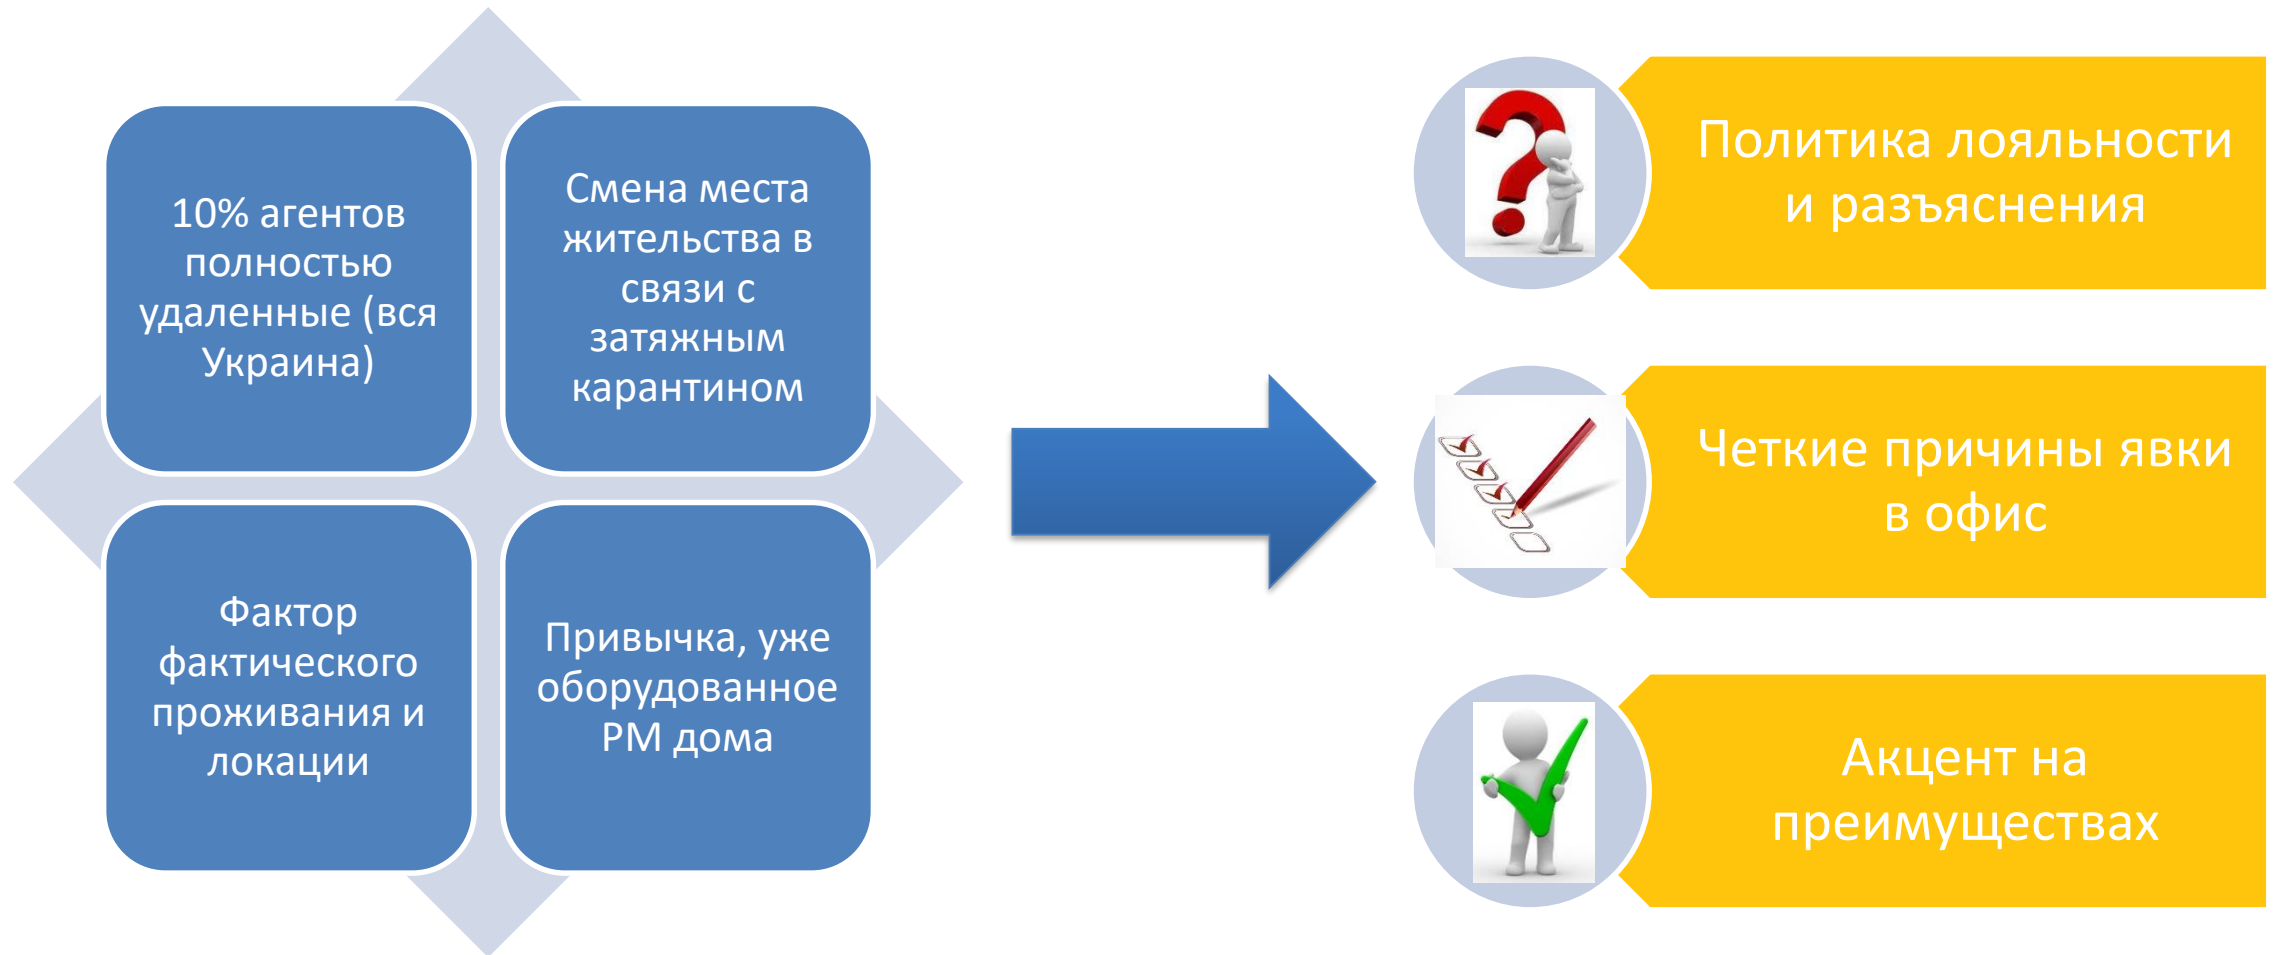 10% агентов
полностью
удаленные (вся
Украина)
Смена места
жительства в
связи с
затяжным
карантином
Фактор
фактического
проживания и
локации
Привычка, уже
оборудованное
РМ дома
Политика лояльности
и разъяснения
Четкие причины явки
в офис
Акцент на
преимуществах